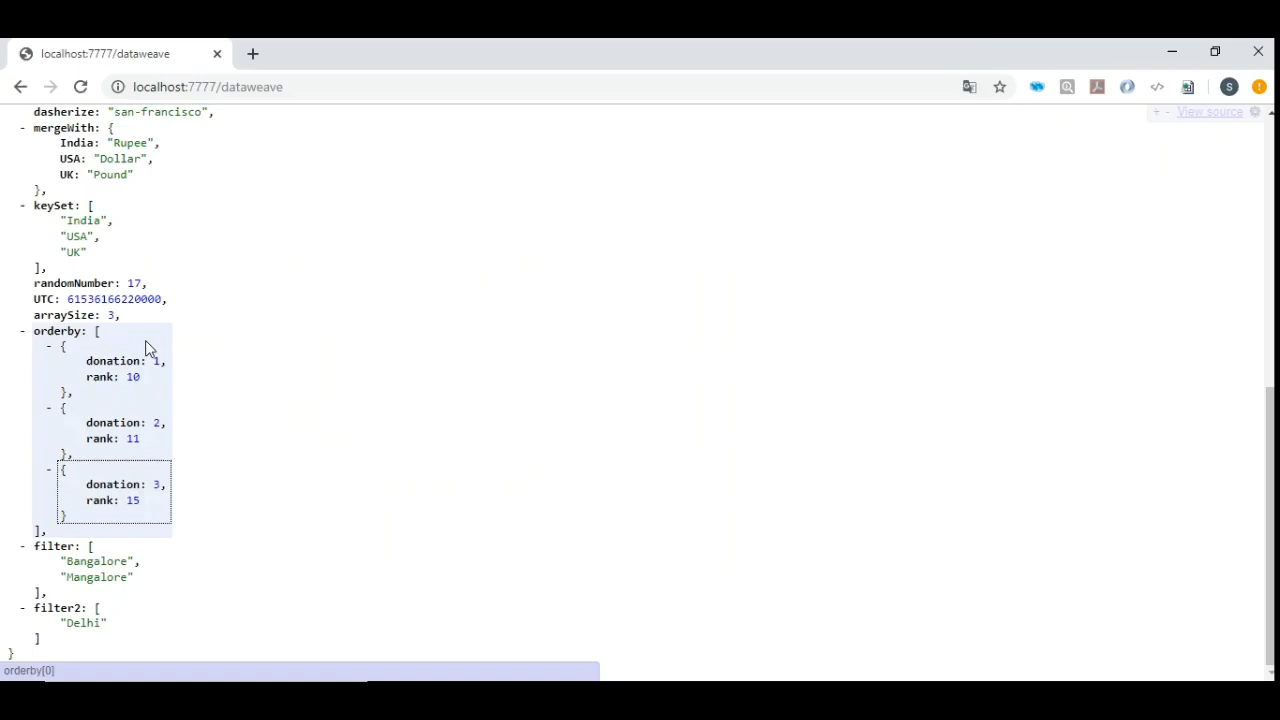 localhost:7777/dataweave
localhost:7777/dataweave
S
+ - View source
dasherize: "san-francisco",
- mergeWith: {
India: "Rupee",
USA: "Dollar",
UK: "Pound"
},
- keySet: [
"India",
"USA",
"UK"
],
randomNumber: 17,
UTC: 61536166220000,
arraySize: 3,
- orderby: [
- {
donation: 1,
rank: 10
},
- {
donation: 2,
rank: 11
},
- {
donation: 3,
rank: 15
}
],
- filter: [
"Bangalore",
"Mangalore"
],
- filter2: [
"Delhi"
]
}
orderby[0]